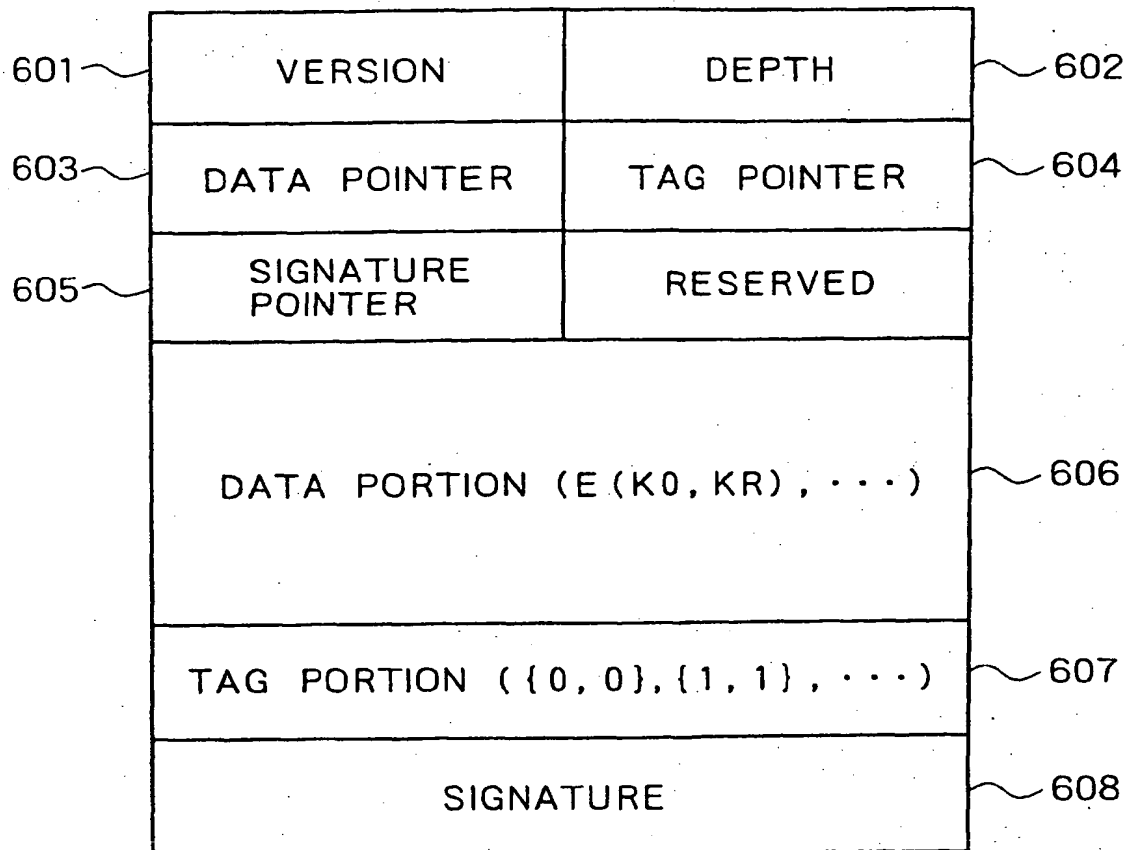 601 VERSION DEPTH 602
603 DATA POINTER TAG POINTER 604
605 SIGNATURE POINTER RESERVED
DATA PORTION (E(K0,KR),···) 606
TAG PORTION ({0,0},{1,1},···) 607
SIGNATURE 608